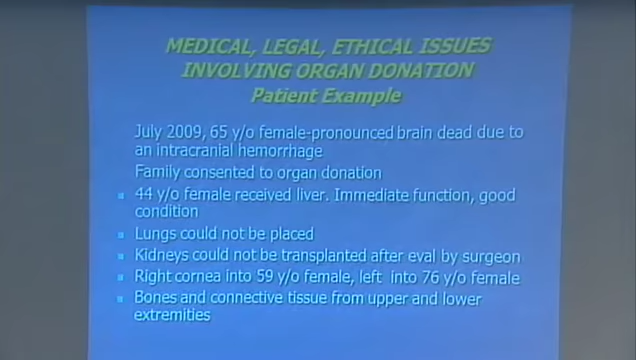 MEDICAL, LEGAL, ETHICAL ISSUES
INVOLVING ORGAN DONATION
Patient Example
July 2009, 65 y/o female-pronounced brain dead due to
an intracranial hemorrhage
Family consented to organ donation
44 y/o female received liver. Immediate function, good
condition
Lungs could not be placed
Kidneys could not be transplanted after eval by surgeon
Right cornea into 59 y/o female, left into 76 y/o female
Bones and connective tissue from upper and lower
extremities